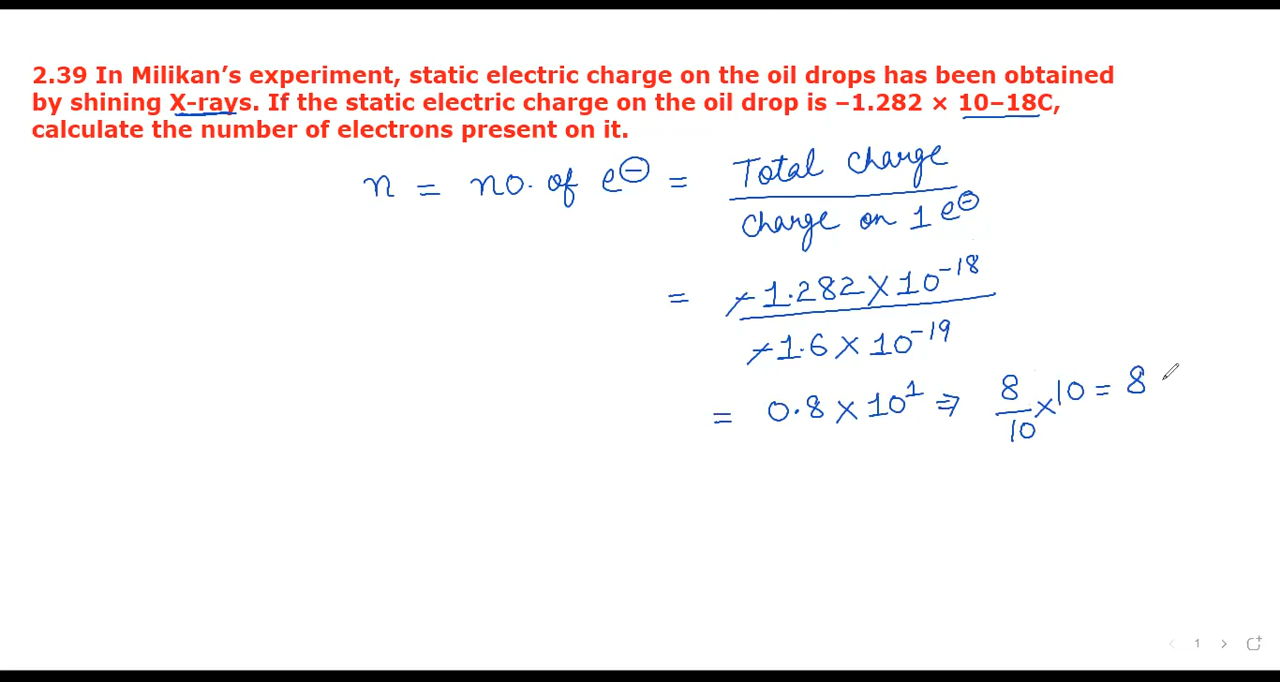 2.39 In Milikan’s experiment, static electric charge on the oil drops has been obtained
by shining X-rays. If the static electric charge on the oil drop is –1.282 × 10–18C,
calculate the number of electrons present on it.
n = no. of e⊖ = Total charge / Charge on 1 e⊖
= -1.282 X 10⁻¹⁸ / -1.6 X 10⁻¹⁹
= 0.8 X 10¹ ⇒ 8/10 x 10 = 8
1